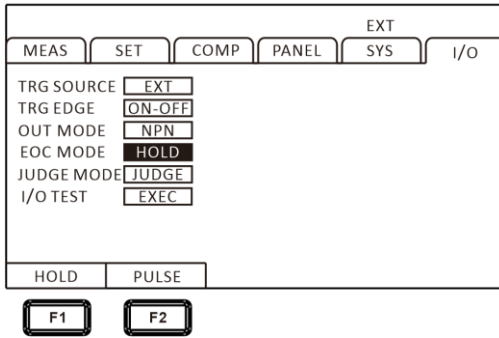 EXT
MEAS SET COMP PANEL SYS I/O
TRG SOURCE EXT
TRG EDGE ON-OFF
OUT MODE NPN
EOC MODE HOLD
JUDGE MODE JUDGE
I/O TEST EXEC
HOLD PULSE
F1 F2